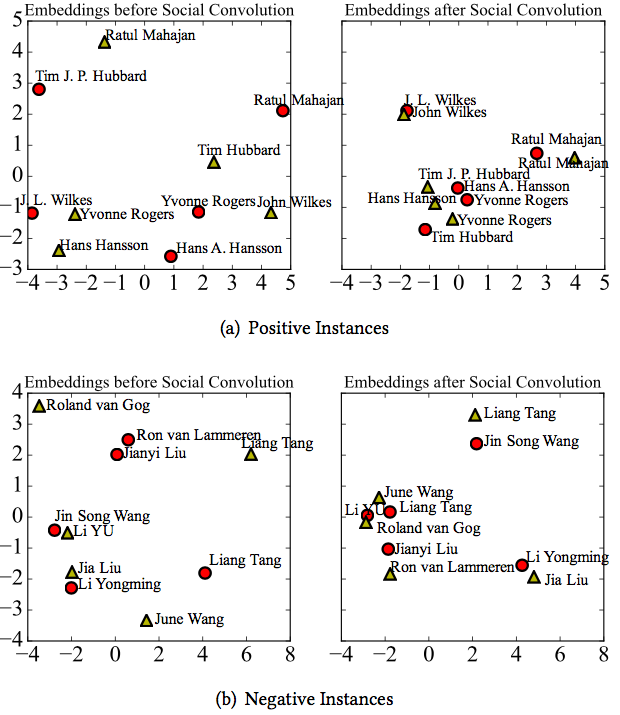 Embeddings before Social Convolution
Embeddings after Social Convolution
5
4
3
2
1
0
−1
−2
−3
Ratul Mahajan
Tim J. P. Hubbard
Ratul Mahajan
Tim Hubbard
J. L. Wilkes
Yvonne Rogers
Yvonne Rogers
John Wilkes
Hans Hansson
Hans A. Hansson
−4 −3 −2 −1 0 1 2 3 4 5
J. L. Wilkes
John Wilkes
Ratul Mahajan
Ratul Mahajan
Tim J. P. Hubbard
Hans A. Hansson
Hans Hansson
Yvonne Rogers
Yvonne Rogers
Tim Hubbard
−4 −3 −2 −1 0 1 2 3 4 5
(a) Positive Instances
Embeddings before Social Convolution
Embeddings after Social Convolution
4
3
2
1
0
−1
−2
−3
−4
Roland van Gog
Ron van Lammeren
Liang Tang
Jianyi Liu
Jin Song Wang
Li YU
Jia Liu
Liang Tang
Li Yongming
June Wang
−4 −2 0 2 4 6 8
Liang Tang
Jin Song Wang
June Wang
Li YU
Liang Tang
Roland van Gog
Jianyi Liu
Li Yongming
Ron van Lammeren
Jia Liu
−4 −2 0 2 4 6 8
(b) Negative Instances